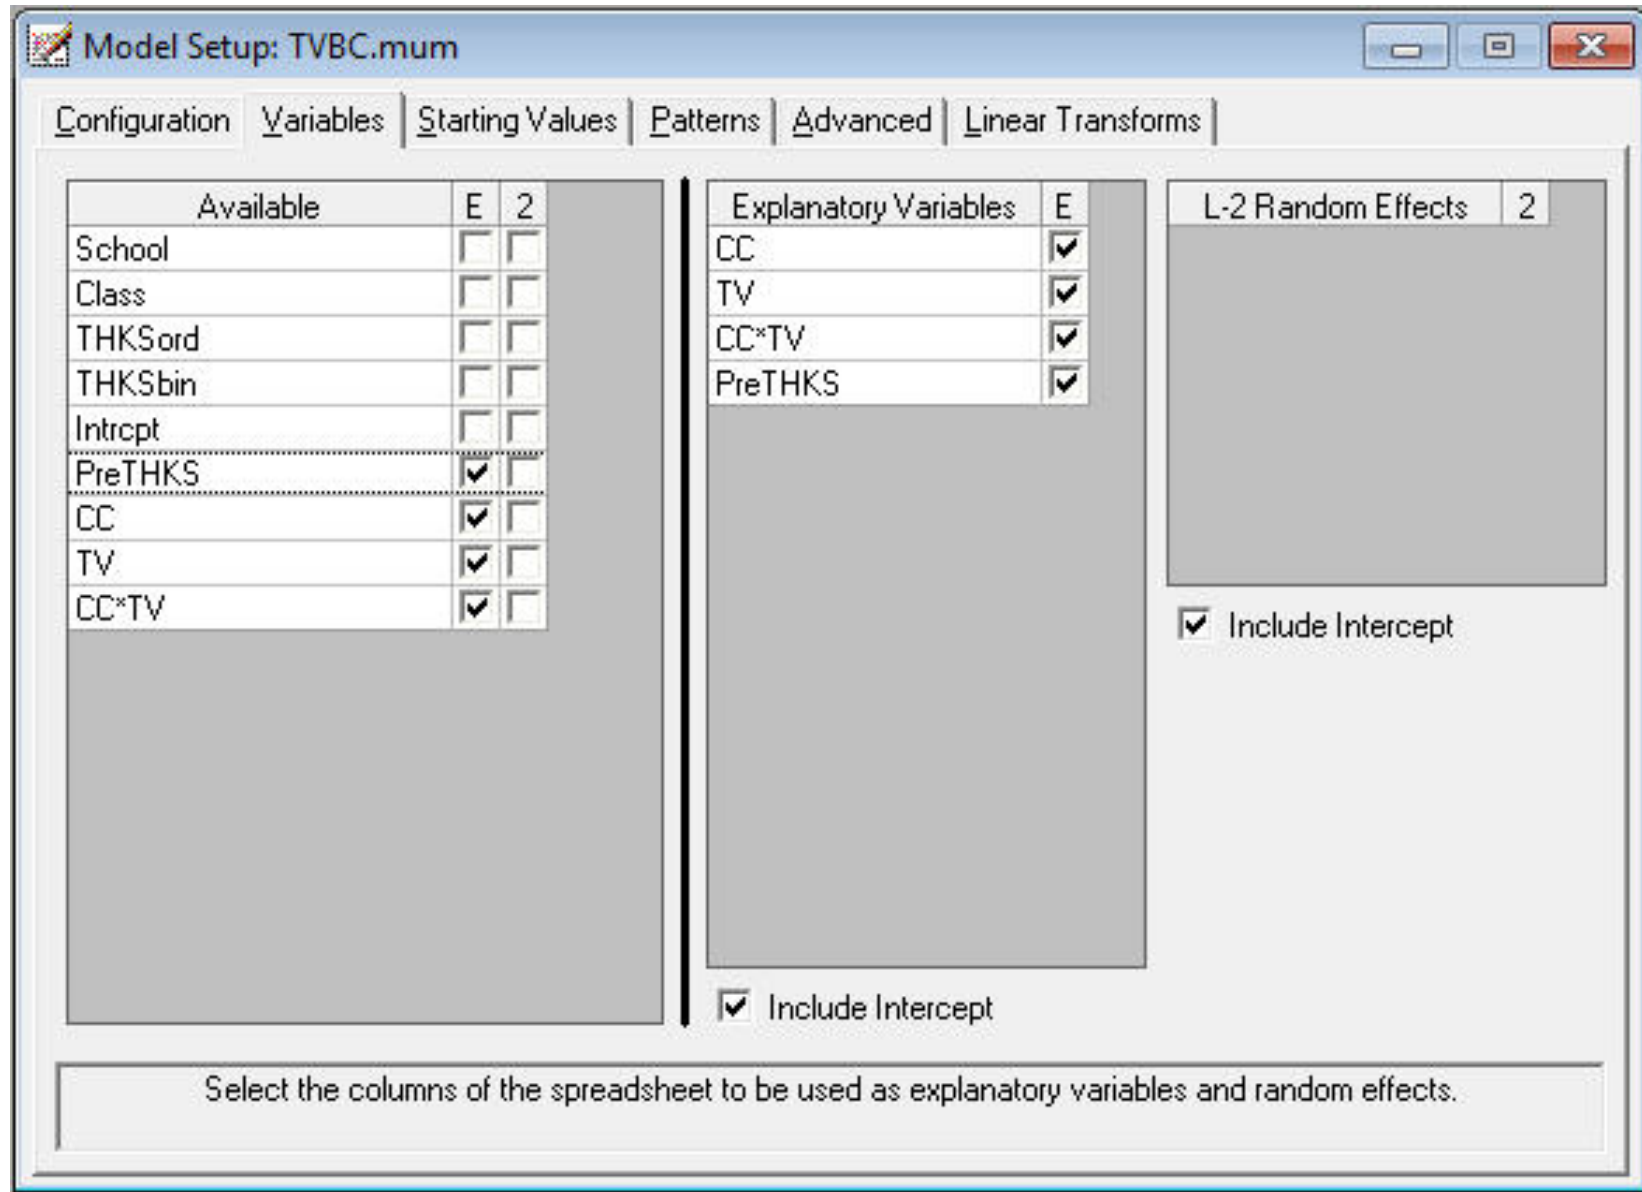 Model Setup: TVBC.mum
Configuration Variables Starting Values Patterns Advanced Linear Transforms
Available E 2
School
Class
THKSord
THKSbin
Intrcpt
PreTHKS
CC
TV
CC*TV
Explanatory Variables E
CC
TV
CC*TV
PreTHKS
Include Intercept
L-2 Random Effects 2
Include Intercept
Select the columns of the spreadsheet to be used as explanatory variables and random effects.